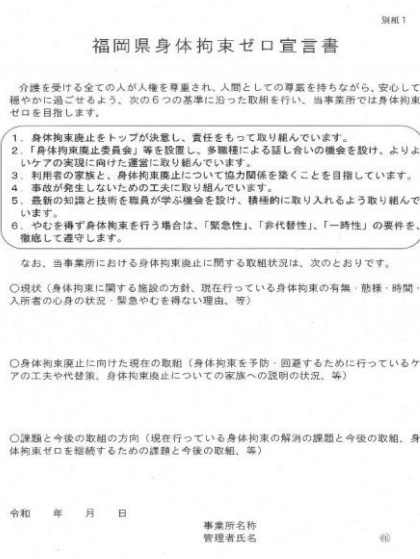 別紙１
福岡県身体拘束ゼロ宣言書
介護を受ける全ての人が人権を尊重され、人間としての尊厳を持ちながら、安心して
穏やかに過ごせるよう、次の６つの基準に沿った取組を行い、当事業所では身体拘束
ゼロを目指します。
１．身体拘束廃止をトップが決意し、責任をもって取り組んでいます。
２．「身体拘束廃止委員会」等を設置し、多職種による話し合いの機会を設け、よりよ
いケアの実現に向けた運営に取り組んでいます。
３．利用者の家族と、身体拘束廃止について協力関係を築くことを目指しています。
４．事故が発生しないための工夫に取り組んでいます。
５．最新の知識と技術を職員が学ぶ機会を設け、積極的に取り入れるよう取り組んで
います。
６．やむを得ず身体拘束を行う場合は、「緊急性」、「非代替性」、「一時性」の要件を、
徹底して遵守します。
なお、当事業所における身体拘束廃止に関する取組状況は、次のとおりです。
○現状（身体拘束に関する施設の方針、現在行っている身体拘束の有無・態様・時間・
入所者の心身の状況・緊急やむを得ない理由、等）
○身体拘束廃止に向けた現在の取組（身体拘束を予防・回避するために行っているケ
アの工夫や代替策、身体拘束廃止についての家族への説明の状況、等）
○課題と今後の取組の方向（現在行っている身体拘束の解消の課題と今後の取組、身
体拘束ゼロを継続するための課題と今後の取組、等）
令和　　年　　月　　日
事業所名称
管理者氏名　　　　　　　　　　㊞